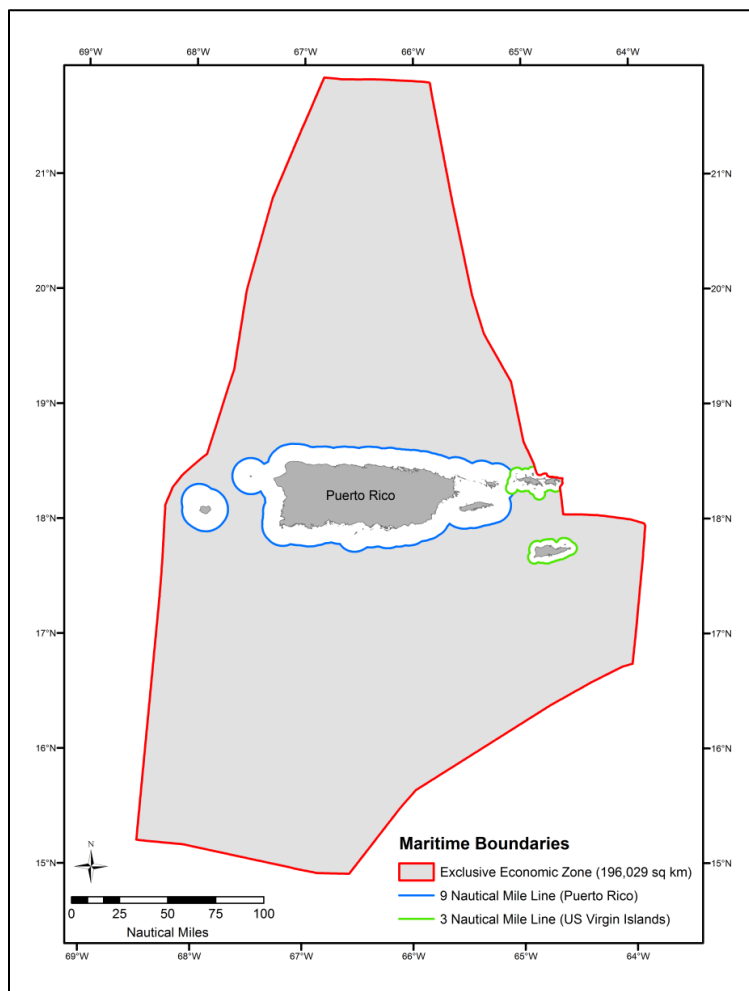 69°W 68°W 67°W 66°W 65°W 64°W
21°N 21°N
20°N 20°N
19°N 19°N
Puerto Rico
18°N 18°N
17°N 17°N
16°N 16°N
Maritime Boundaries
15°N 15°N
Exclusive Economic Zone (196,029 sq km)
N
9 Nautical Mile Line (Puerto Rico)
0 25 50 75 100
3 Nautical Mile Line (US Virgin Islands)
Nautical Miles
69°W 68°W 67°W 66°W 65°W 64°W